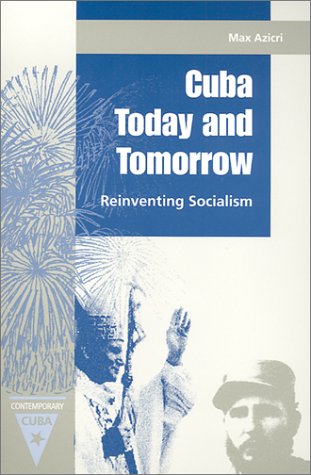 Max Azicri
Cuba
Today and
Tomorrow
Reinventing Socialism
CONTEMPORARY
CUBA